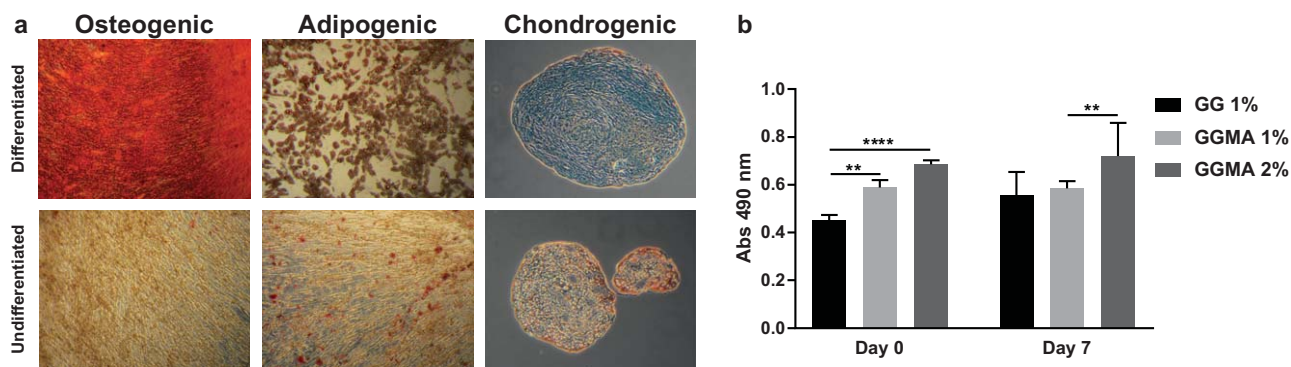 a
Osteogenic
Adipogenic
Chondrogenic
Differentiated
Undifferentiated
b
Abs 490 nm
1.0
0.8
0.6
0.4
0.2
0.0
**
****
**
Day 0
Day 7
GG 1%
GGMA 1%
GGMA 2%